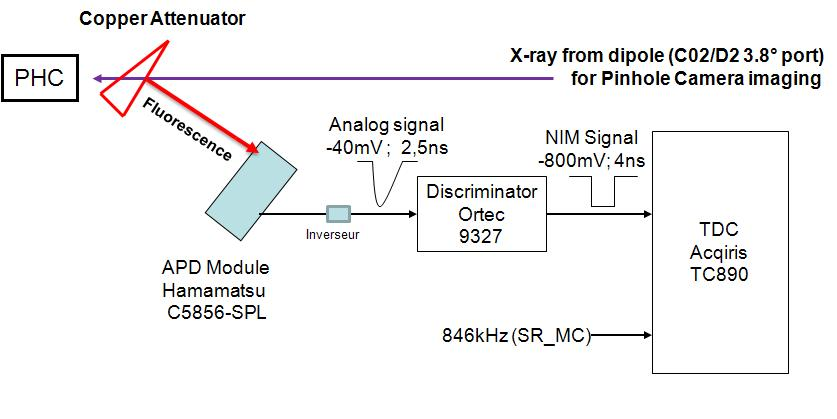 Copper Attenuator
X-ray from dipole (C02/D2 3.8° port)
for Pinhole Camera imaging
PHC
Fluorescence
Analog signal
-40mV ; 2,5ns
NIM Signal
-800mV; 4ns
Discriminator
Ortec
9327
Inverseur
TDC
Acqiris
TC890
APD Module
Hamamatsu
C5856-SPL
846kHz (SR_MC)